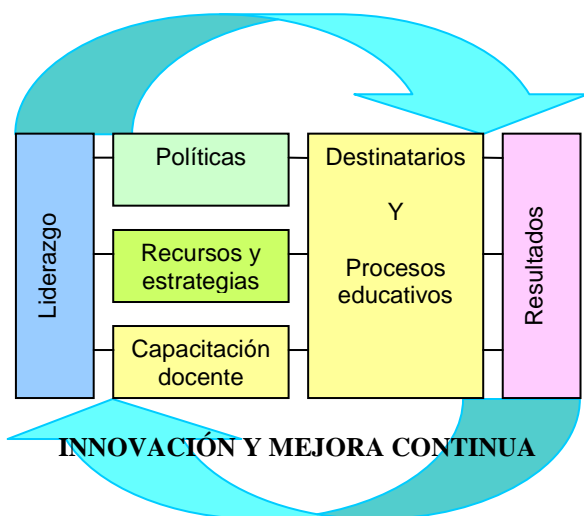 Liderazgo
Políticas
Recursos y
estrategias
Capacitación
docente
Destinatarios
Y
Procesos
educativos
Resultados
INNOVACIÓN Y MEJORA CONTINUA